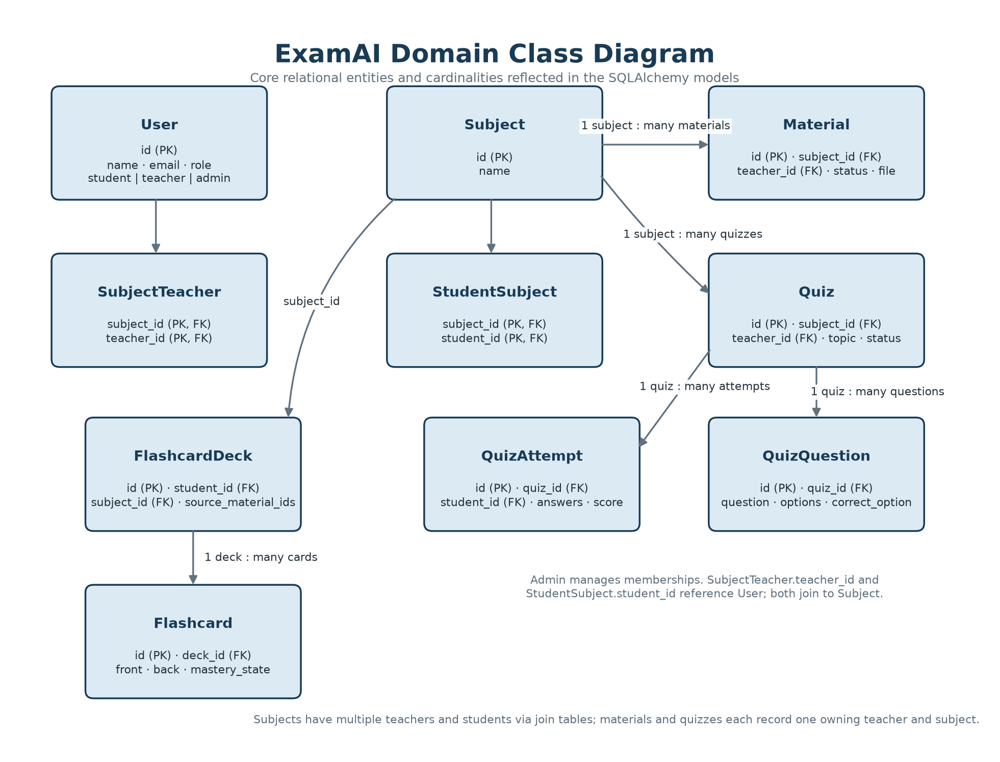 ExamAI Domain Class Diagram
Core relational entities and cardinalities reflected in the SQLAlchemy models
User
id (PK)
name · email · role
student | teacher | admin
Subject
id (PK)
name
1 subject : many materials
Material
id (PK) · subject_id (FK)
teacher_id (FK) · status · file
1 subject : many quizzes
SubjectTeacher
subject_id (PK, FK)
teacher_id (PK, FK)
subject_id
StudentSubject
subject_id (PK, FK)
student_id (PK, FK)
Quiz
id (PK) · subject_id (FK)
teacher_id (FK) · topic · status
1 quiz : many attempts
1 quiz : many questions
FlashcardDeck
id (PK) · student_id (FK)
subject_id (FK) · source_material_ids
QuizAttempt
id (PK) · quiz_id (FK)
student_id (FK) · answers · score
QuizQuestion
id (PK) · quiz_id (FK)
question · options · correct_option
1 deck : many cards
Admin manages memberships. SubjectTeacher.teacher_id and
StudentSubject.student_id reference User; both join to Subject.
Flashcard
id (PK) · deck_id (FK)
front · back · mastery_state
Subjects have multiple teachers and students via join tables; materials and quizzes each record one owning teacher and subject.